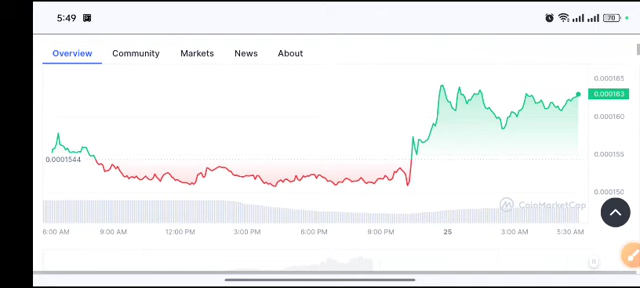 5:49 70
Overview Community Markets News About
0.000165
0.000163
0.000160
0.0001544
0.000155
0.000150
CoinMarketCap
6:00 AM 9:00 AM 12:00 PM 3:00 PM 6:00 PM 9:00 PM 25 3:00 AM 5:30 AM